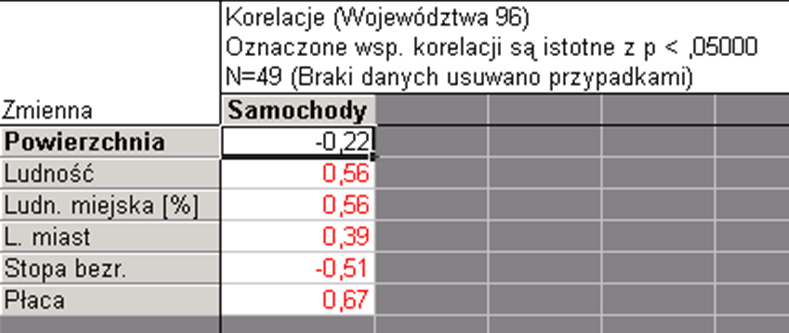 Korelacje (Województwa 96)
Oznaczone wsp. korelacji są istotne z p < ,05000
N=49 (Braki danych usuwano przypadkami)
Zmienna Samochody
Powierzchnia -0,22
Ludność 0,56
Ludn. miejska [%] 0,56
L. miast 0,39
Stopa bezr. -0,51
Płaca 0,67